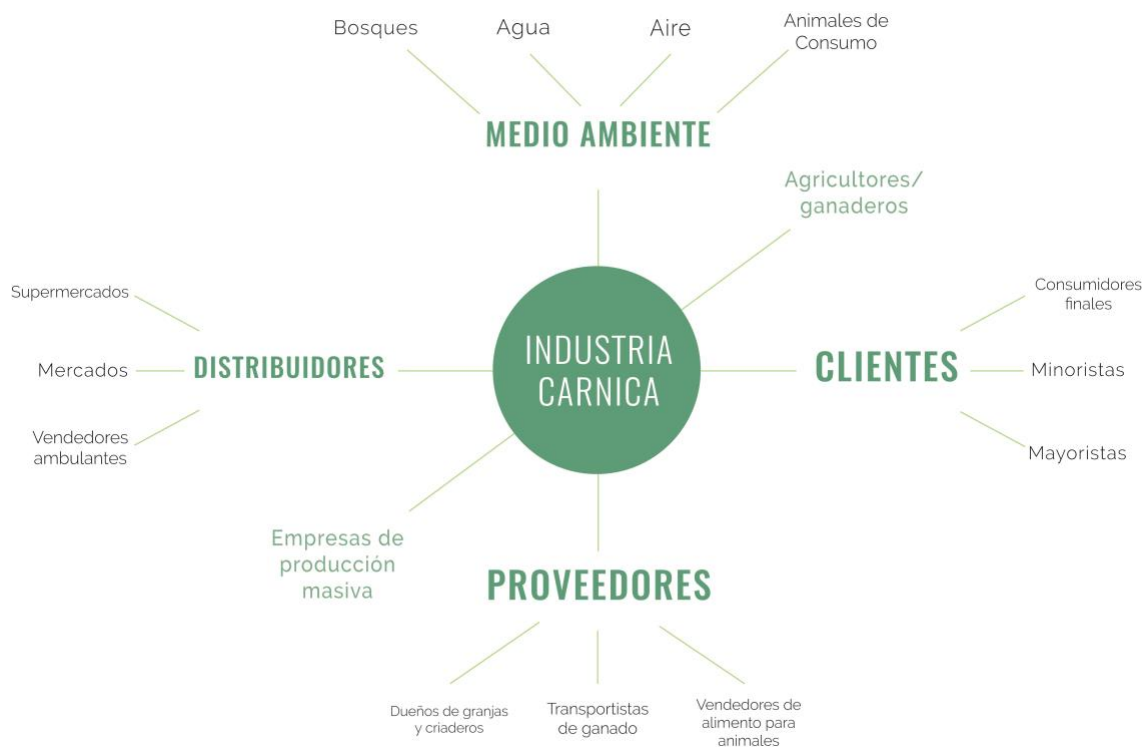 Bosques
Agua
Aire
Animales de
Consumo
MEDIO AMBIENTE
Agricultores/
ganaderos
Supermercados
Mercados
Vendedores
ambulantes
DISTRIBUIDORES
INDUSTRIA
CARNICA
CLIENTES
Consumidores
finales
Minoristas
Mayoristas
Empresas de
producción
masiva
PROVEEDORES
Dueños de granjas
y criaderos
Transportistas
de ganado
Vendedores de
alimento para
animales